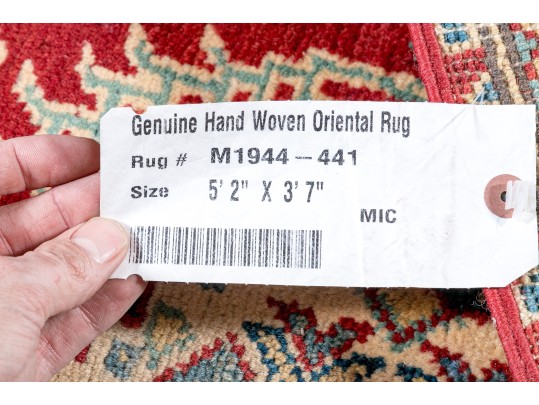 Genuine Hand Woven Oriental Rug
Rug # M1944-441
Size 5' 2" X 3' 7"
MIC